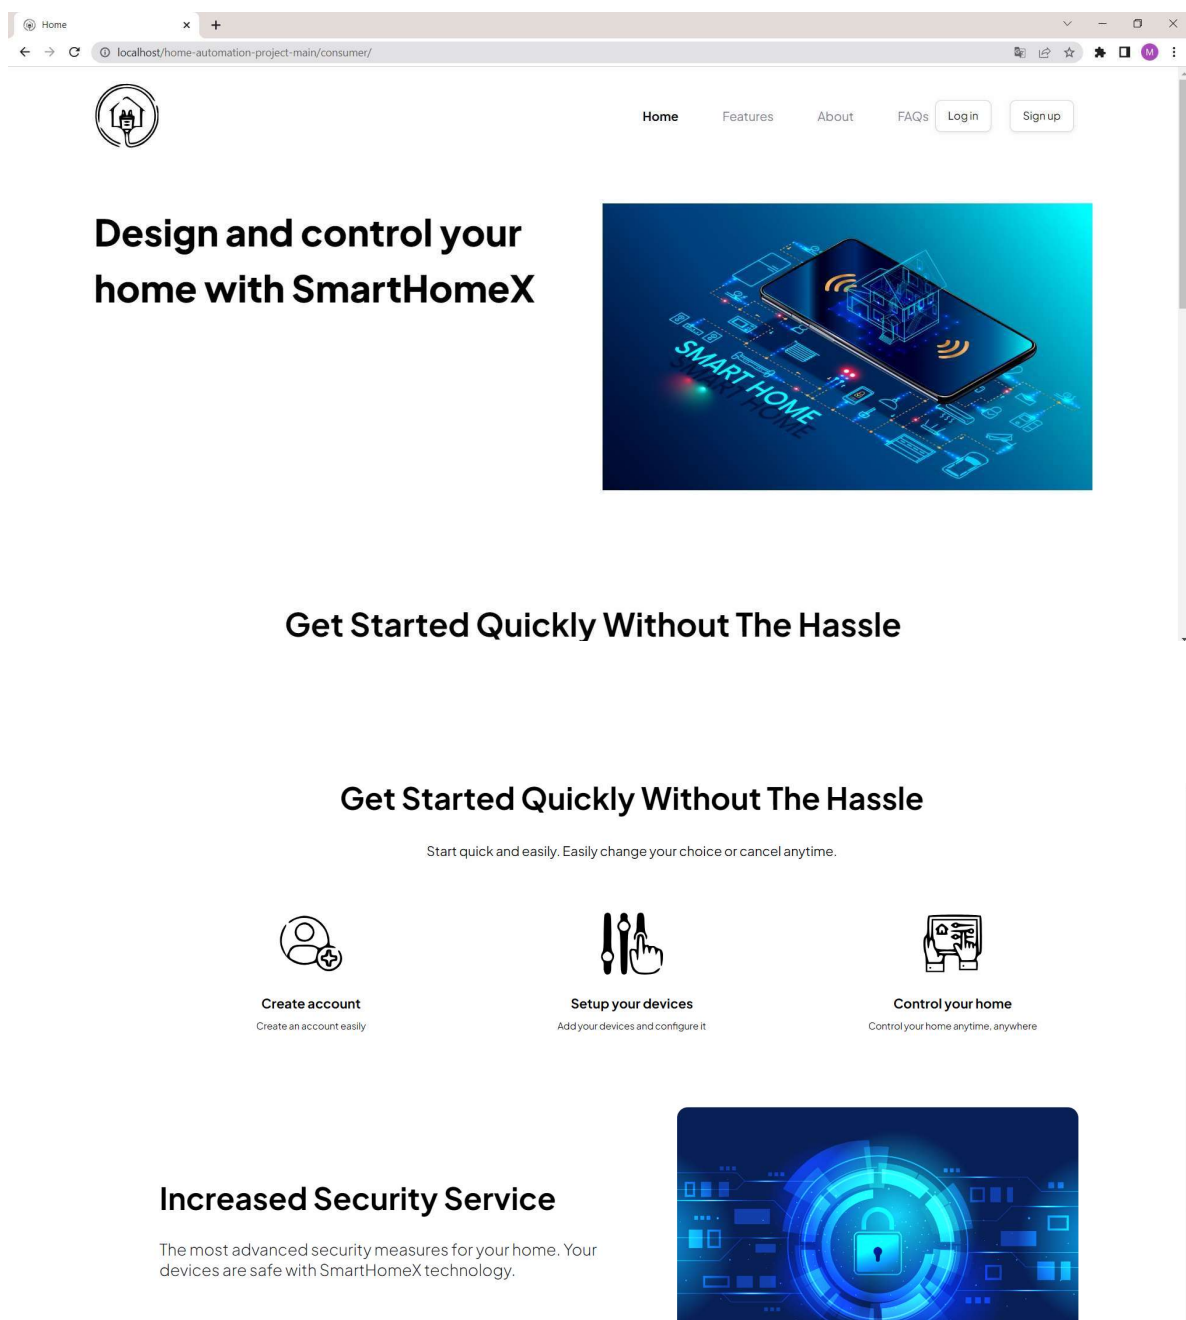 Home
localhost/home-automation-project-main/consumer/
M
Home Features About FAQs Log in Sign up
Design and control your
home with SmartHomeX
SMART HOME
Get Started Quickly Without The Hassle
Get Started Quickly Without The Hassle
Start quick and easily. Easily change your choice or cancel anytime.
Create account
Create an account easily
Setup your devices
Add your devices and configure it
Control your home
Control your home anytime, anywhere
Increased Security Service
The most advanced security measures for your home. Your
devices are safe with SmartHomeX technology.